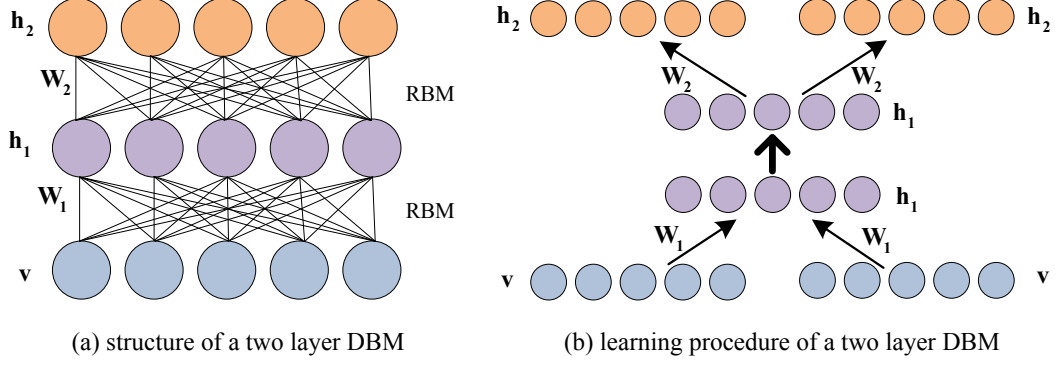 h2
W2
RBM
h1
W1
RBM
v
(a) structure of a two layer DBM
h2
h2
W2
W2
h1
h1
W1
W1
v
v
(b) learning procedure of a two layer DBM